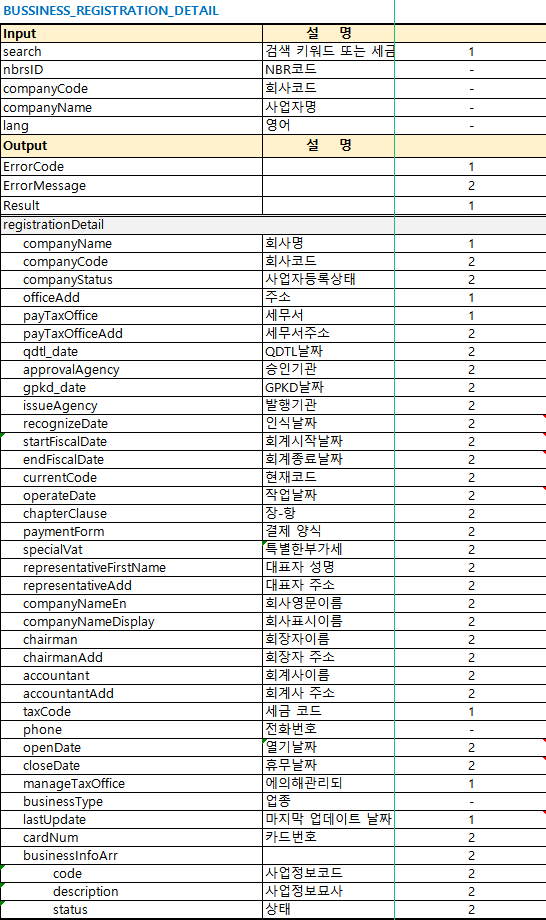 BUSSINESS_REGISTRATION_DETAIL
Input 설 명
search 검색 키워드 또는 세금 1
nbrsID NBR코드 -
companyCode 회사코드 -
companyName 사업자명 -
lang 영어 -
Output 설 명
ErrorCode 1
ErrorMessage 2
Result 1
registrationDetail
companyName 회사명 1
companyCode 회사코드 2
companyStatus 사업자등록상태 2
officeAdd 주소 1
payTaxOffice 세무서 1
payTaxOfficeAdd 세무서주소 2
qdtl_date QDTL날짜 2
approvalAgency 승인기관 2
gpkd_date GPKD날짜 2
issueAgency 발행기관 2
recognizeDate 인식날짜 2
startFiscalDate 회계시작날짜 2
endFiscalDate 회계종료날짜 2
currentCode 현재코드 2
operateDate 작업날짜 2
chapterClause 장-항 2
paymentForm 결제 양식 2
specialVat 특별한부가세 2
representativeFirstName 대표자 성명 2
representativeAdd 대표자 주소 2
companyNameEn 회사영문이름 2
companyNameDisplay 회사표시이름 2
chairman 회장자이름 2
chairmanAdd 회장자 주소 2
accountant 회계사이름 2
accountantAdd 회계사 주소 2
taxCode 세금 코드 1
phone 전화번호 -
openDate 열기날짜 2
closeDate 휴무날짜 2
manageTaxOffice 에의해관리되 1
businessType 업종 -
lastUpdate 마지막 업데이트 날짜 1
cardNum 카드번호 2
businessInfoArr 2
code 사업정보코드 2
description 사업정보묘사 2
status 상태 2